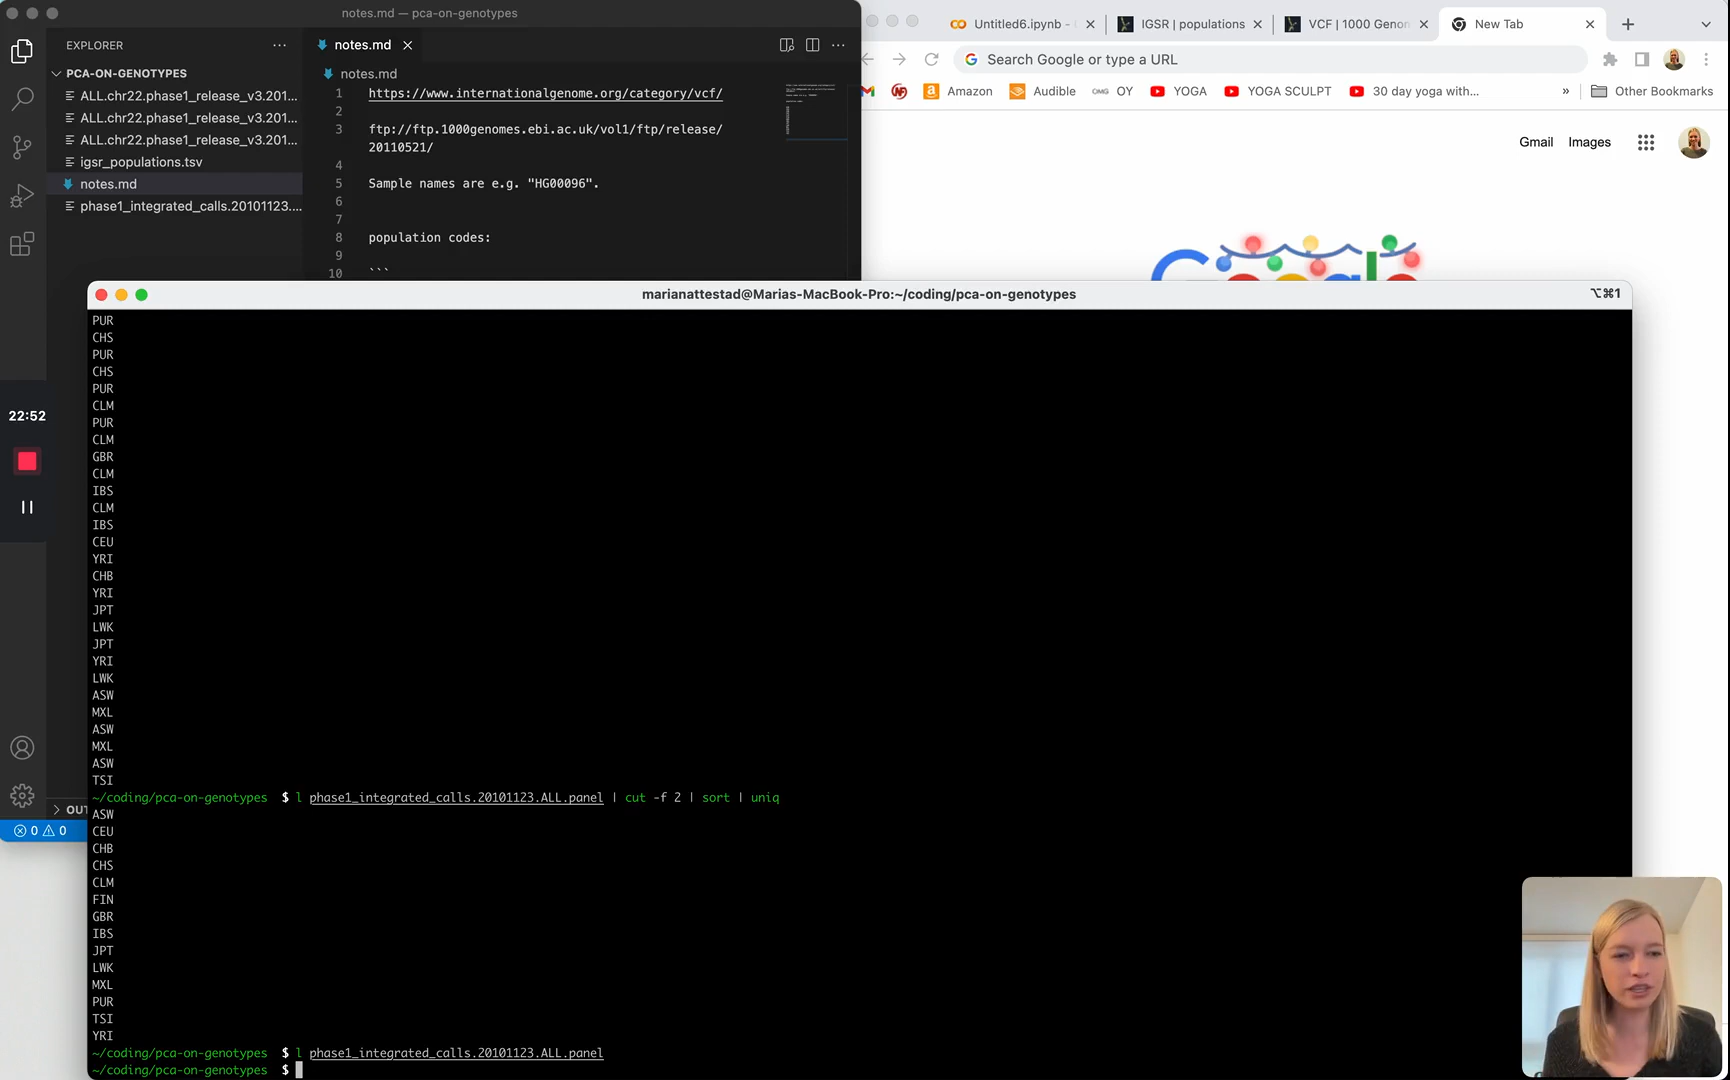 notes.md — pca-on-genotypes
EXPLORER
PCA-ON-GENOTYPES
ALL.chr22.phase1_release_v3.201...
ALL.chr22.phase1_release_v3.201...
ALL.chr22.phase1_release_v3.201...
igsr_populations.tsv
notes.md
phase1_integrated_calls.20101123....
notes.md
notes.md
1 https://www.internationalgenome.org/category/vcf/
2
3 ftp://ftp.1000genomes.ebi.ac.uk/vol1/ftp/release/
20110521/
4
5 Sample names are e.g. "HG00096".
6
7
8 population codes:
9
10 ```
Untitled6.ipynb -
IGSR | populations
VCF | 1000 Genom
New Tab
Search Google or type a URL
Amazon
Audible
OMG OY
YOGA
YOGA SCULPT
30 day yoga with...
»
Other Bookmarks
Gmail
Images
Google
22:52
OUT
0 0
marianattestad@Marias-MacBook-Pro:~/coding/pca-on-genotypes
⌥⌘1
PUR
CHS
PUR
CHS
PUR
CLM
PUR
CLM
GBR
CLM
IBS
CLM
IBS
CEU
YRI
CHB
YRI
JPT
LWK
JPT
YRI
LWK
ASW
MXL
ASW
MXL
ASW
TSI
~/coding/pca-on-genotypes $ l phase1_integrated_calls.20101123.ALL.panel | cut -f 2 | sort | uniq
ASW
CEU
CHB
CHS
CLM
FIN
GBR
IBS
JPT
LWK
MXL
PUR
TSI
YRI
~/coding/pca-on-genotypes $ l phase1_integrated_calls.20101123.ALL.panel
~/coding/pca-on-genotypes $